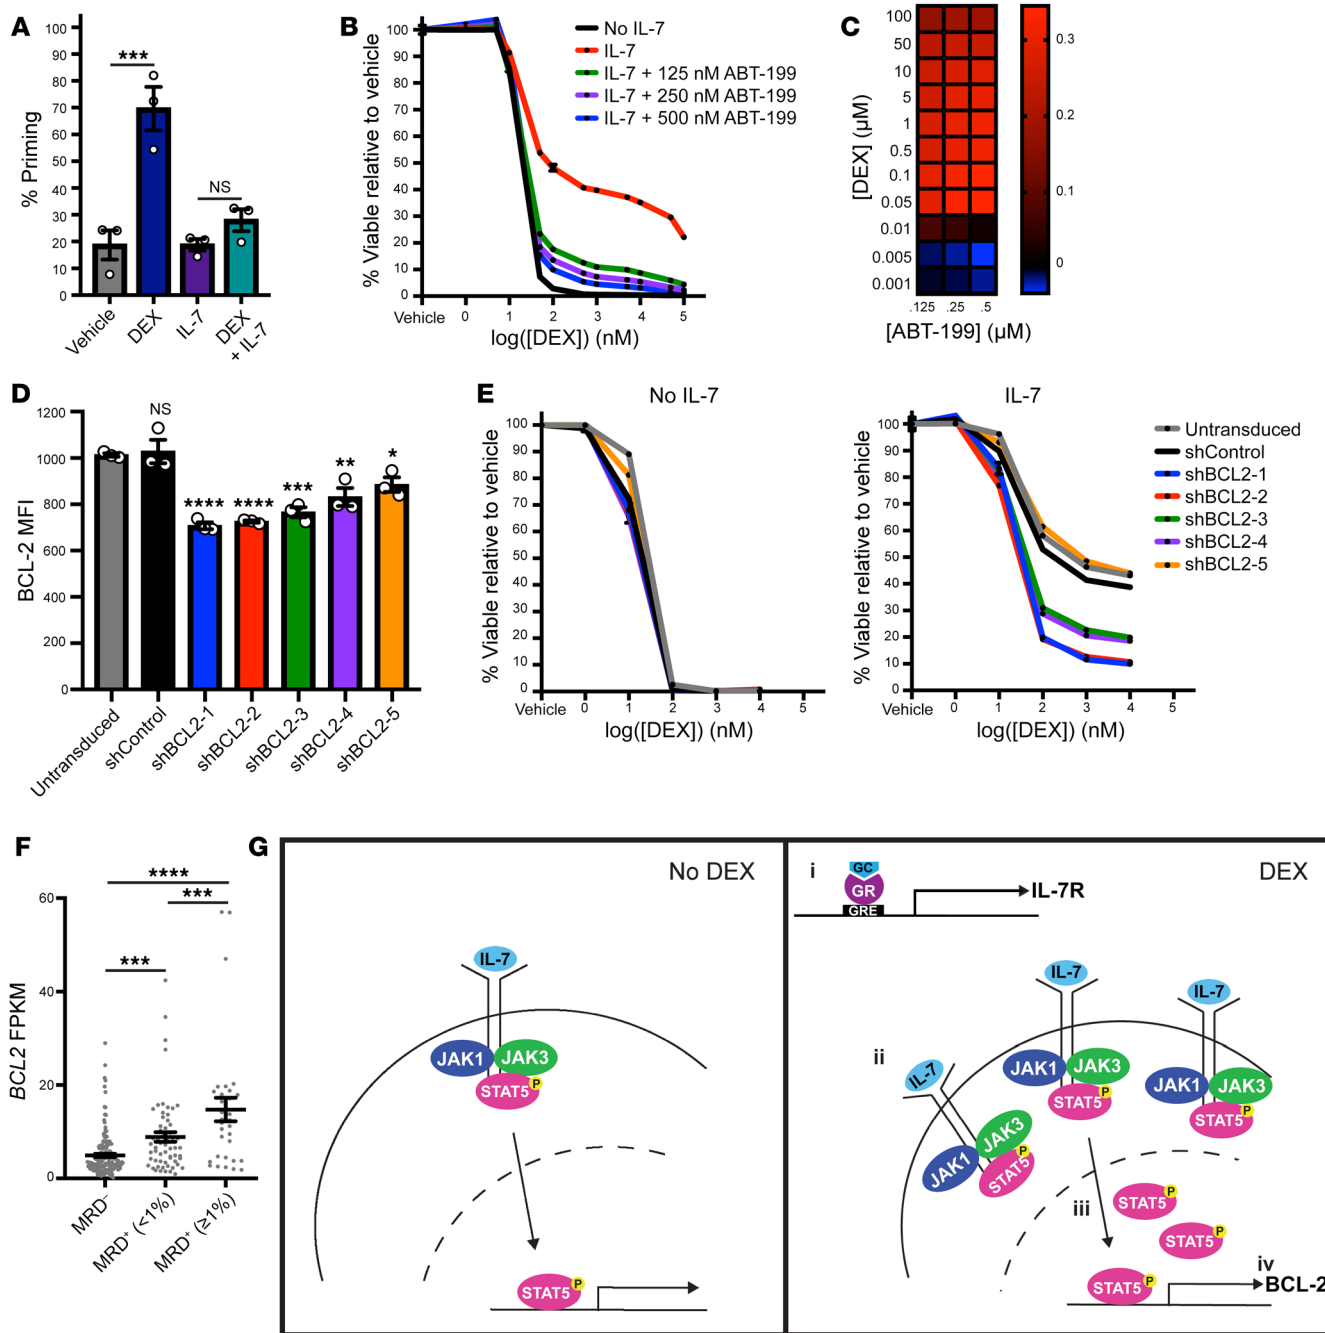 A
% Priming
100
90
80
70
60
50
40
30
20
10
0
***
NS
Vehicle
DEX
IL-7
DEX
+ IL-7
B
% Viable relative to vehicle
100
80
60
40
20
0
No IL-7
IL-7
IL-7 + 125 nM ABT-199
IL-7 + 250 nM ABT-199
IL-7 + 500 nM ABT-199
Vehicle 0 1 2 3 4 5
log([DEX]) (nM)
C
[DEX] (µM)
100
50
10
5
1
0.5
0.1
0.05
0.01
0.005
0.001
.125 .25 .5
[ABT-199] (µM)
0.3
0.2
0.1
0
D
BCL-2 MFI
1200
1000
800
600
400
200
0
NS
****
****
***
**
*
Untransduced
shControl
shBCL2-1
shBCL2-2
shBCL2-3
shBCL2-4
shBCL2-5
E
No IL-7
% Viable relative to vehicle
100
90
80
70
60
50
40
30
20
10
0
Vehicle 0 1 2 3 4 5
log([DEX]) (nM)
IL-7
% Viable relative to vehicle
100
90
80
70
60
50
40
30
20
10
0
Vehicle 0 1 2 3 4 5
log([DEX]) (nM)
Untransduced
shControl
shBCL2-1
shBCL2-2
shBCL2-3
shBCL2-4
shBCL2-5
F
BCL2 FPKM
60
40
20
0
****
***
***
MRD-
MRD+ (<1%)
MRD+ (≥1%)
G
No DEX
IL-7
JAK1
JAK3
STAT5
P
STAT5
P
DEX
i
GC
GR
GRE
IL-7R
ii
IL-7
JAK1
JAK3
STAT5
P
IL-7
JAK1
JAK3
STAT5
P
IL-7
JAK1
JAK3
STAT5
P
iii
STAT5
P
STAT5
P
STAT5
P
iv
BCL-2